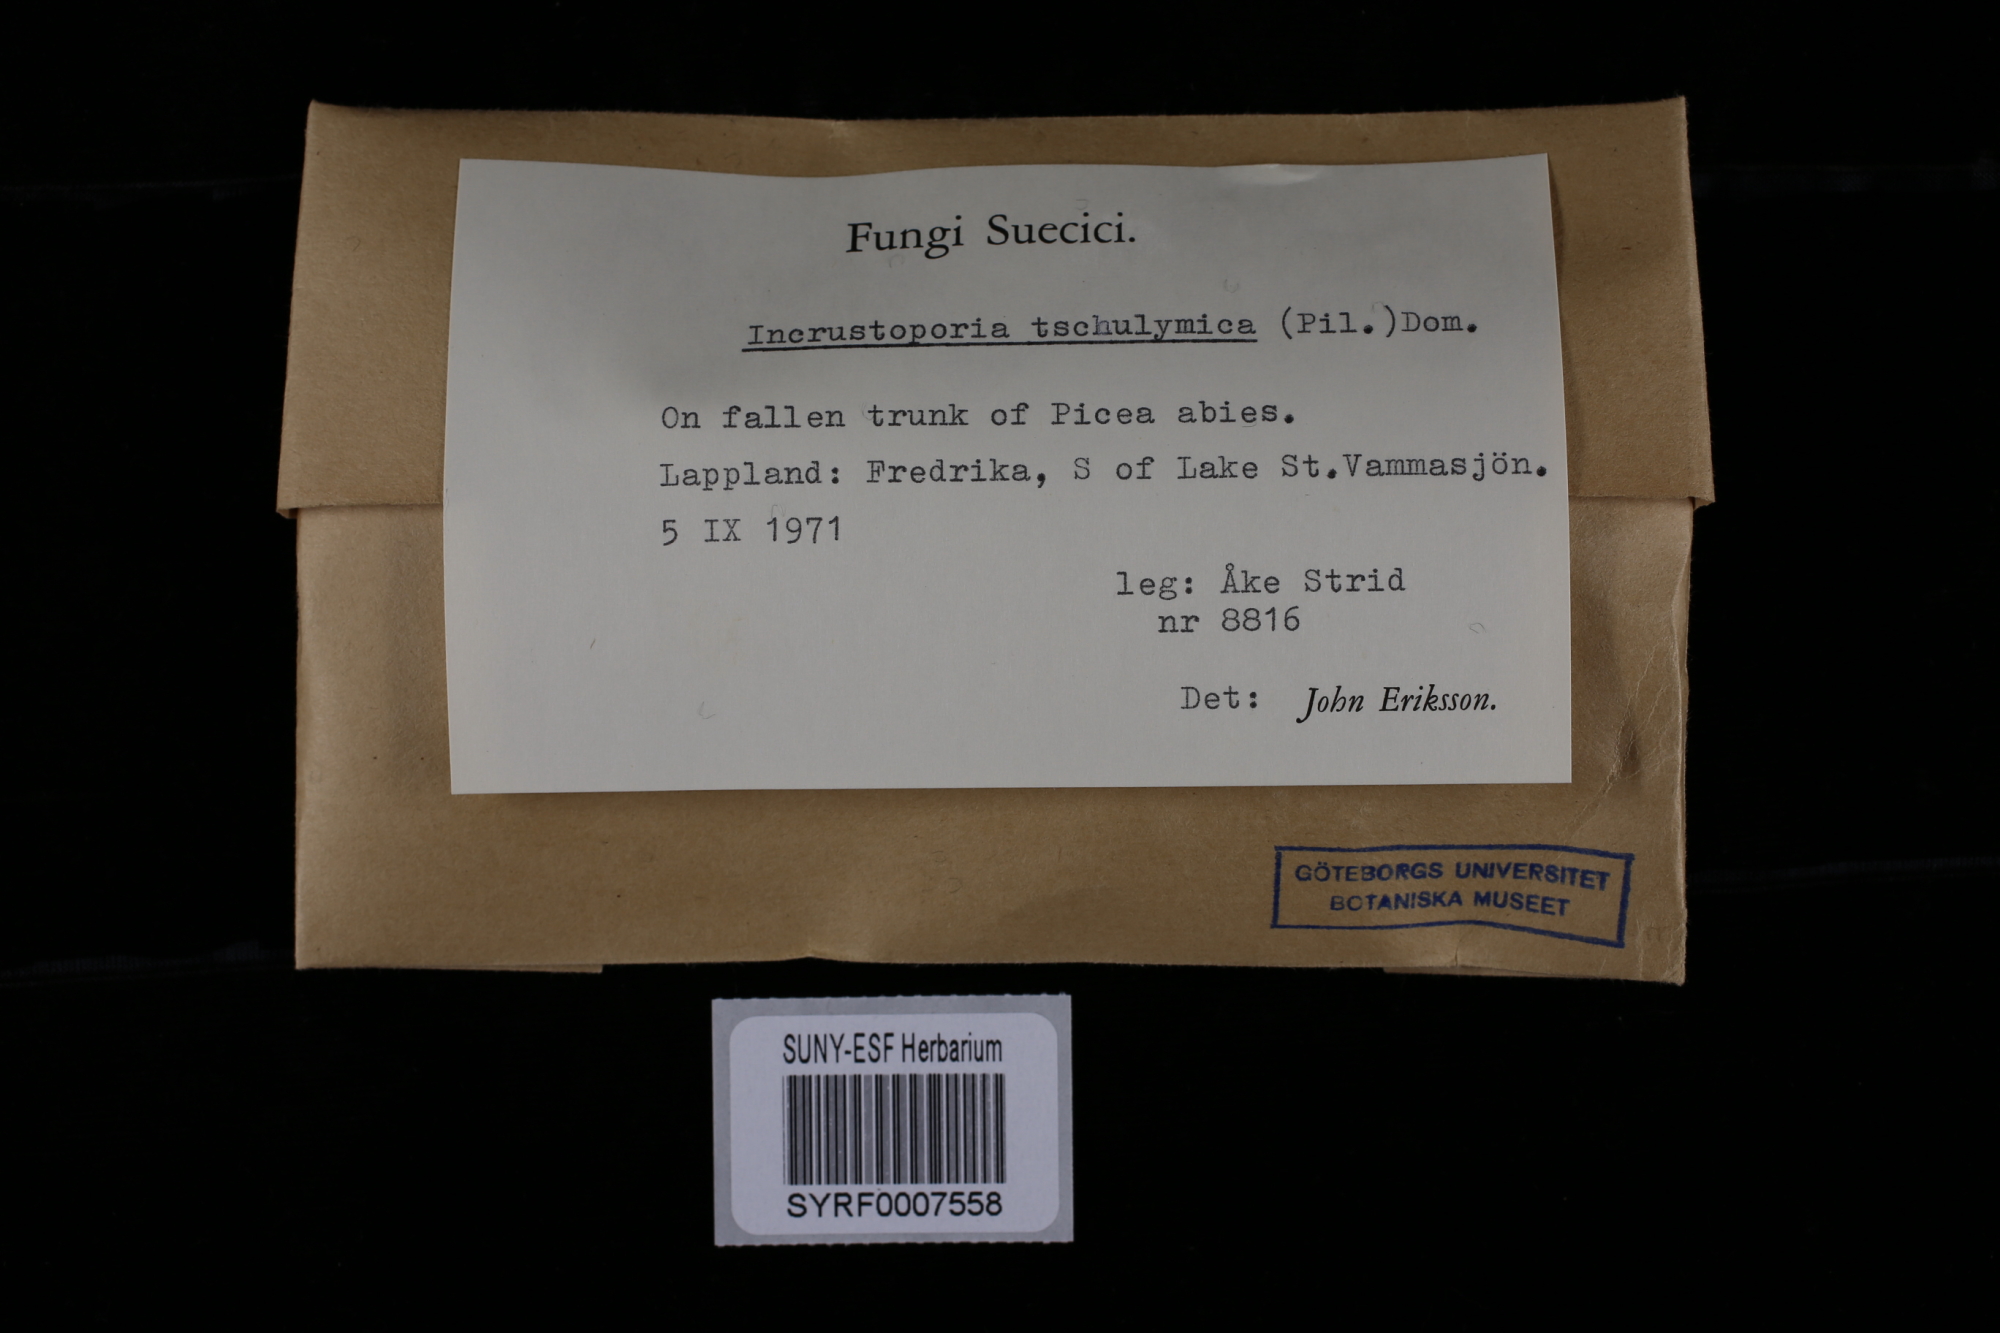 Fungi Suecici.
Incrustoporia tschulymica (Pil.)Dom.
On fallen trunk of Picea abies.
Lappland: Fredrika, S of Lake St.Vammasjön.
5 IX 1971
leg: Åke Strid
nr 8816
Det: John Eriksson.
GÖTEBORGS UNIVERSITET
BOTANISKA MUSEET
SUNY-ESF Herbarium
SYRF0007558